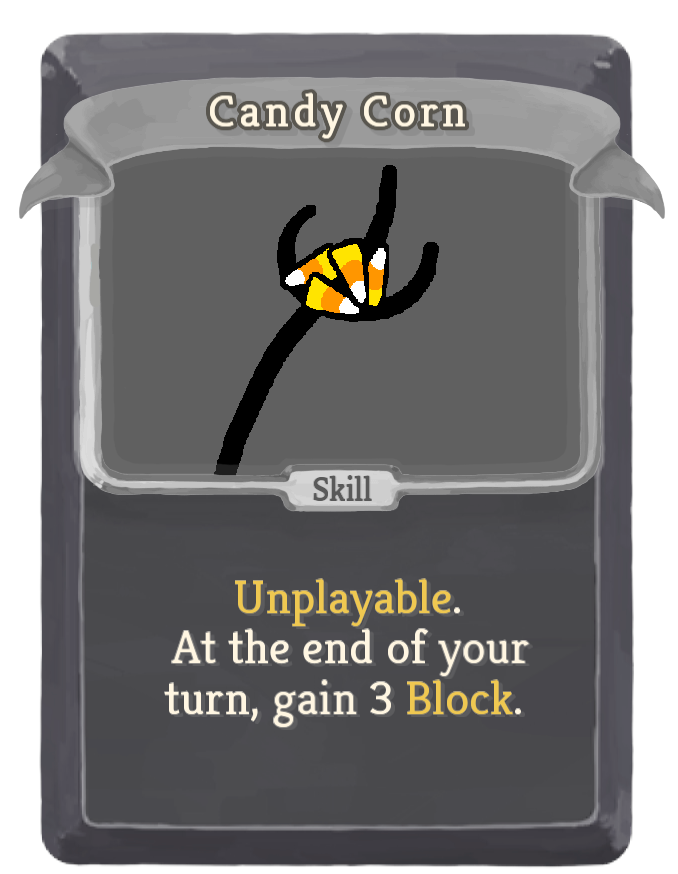 Candy Corn
Skill
Unplayable.
At the end of your
turn, gain 3 Block.